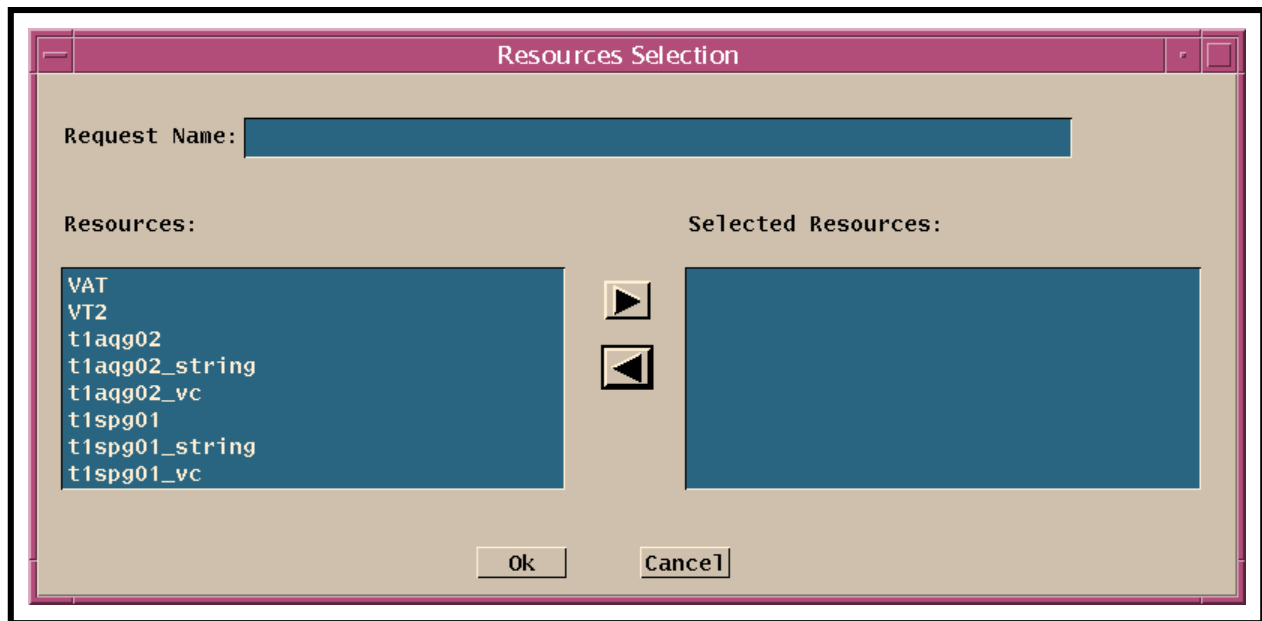 Resources Selection
Request Name:
Resources:
Selected Resources:
VAT
VT2
t1aqg02
t1aqg02_string
t1aqg02_vc
t1spg01
t1spg01_string
t1spg01_vc
Ok
Cancel